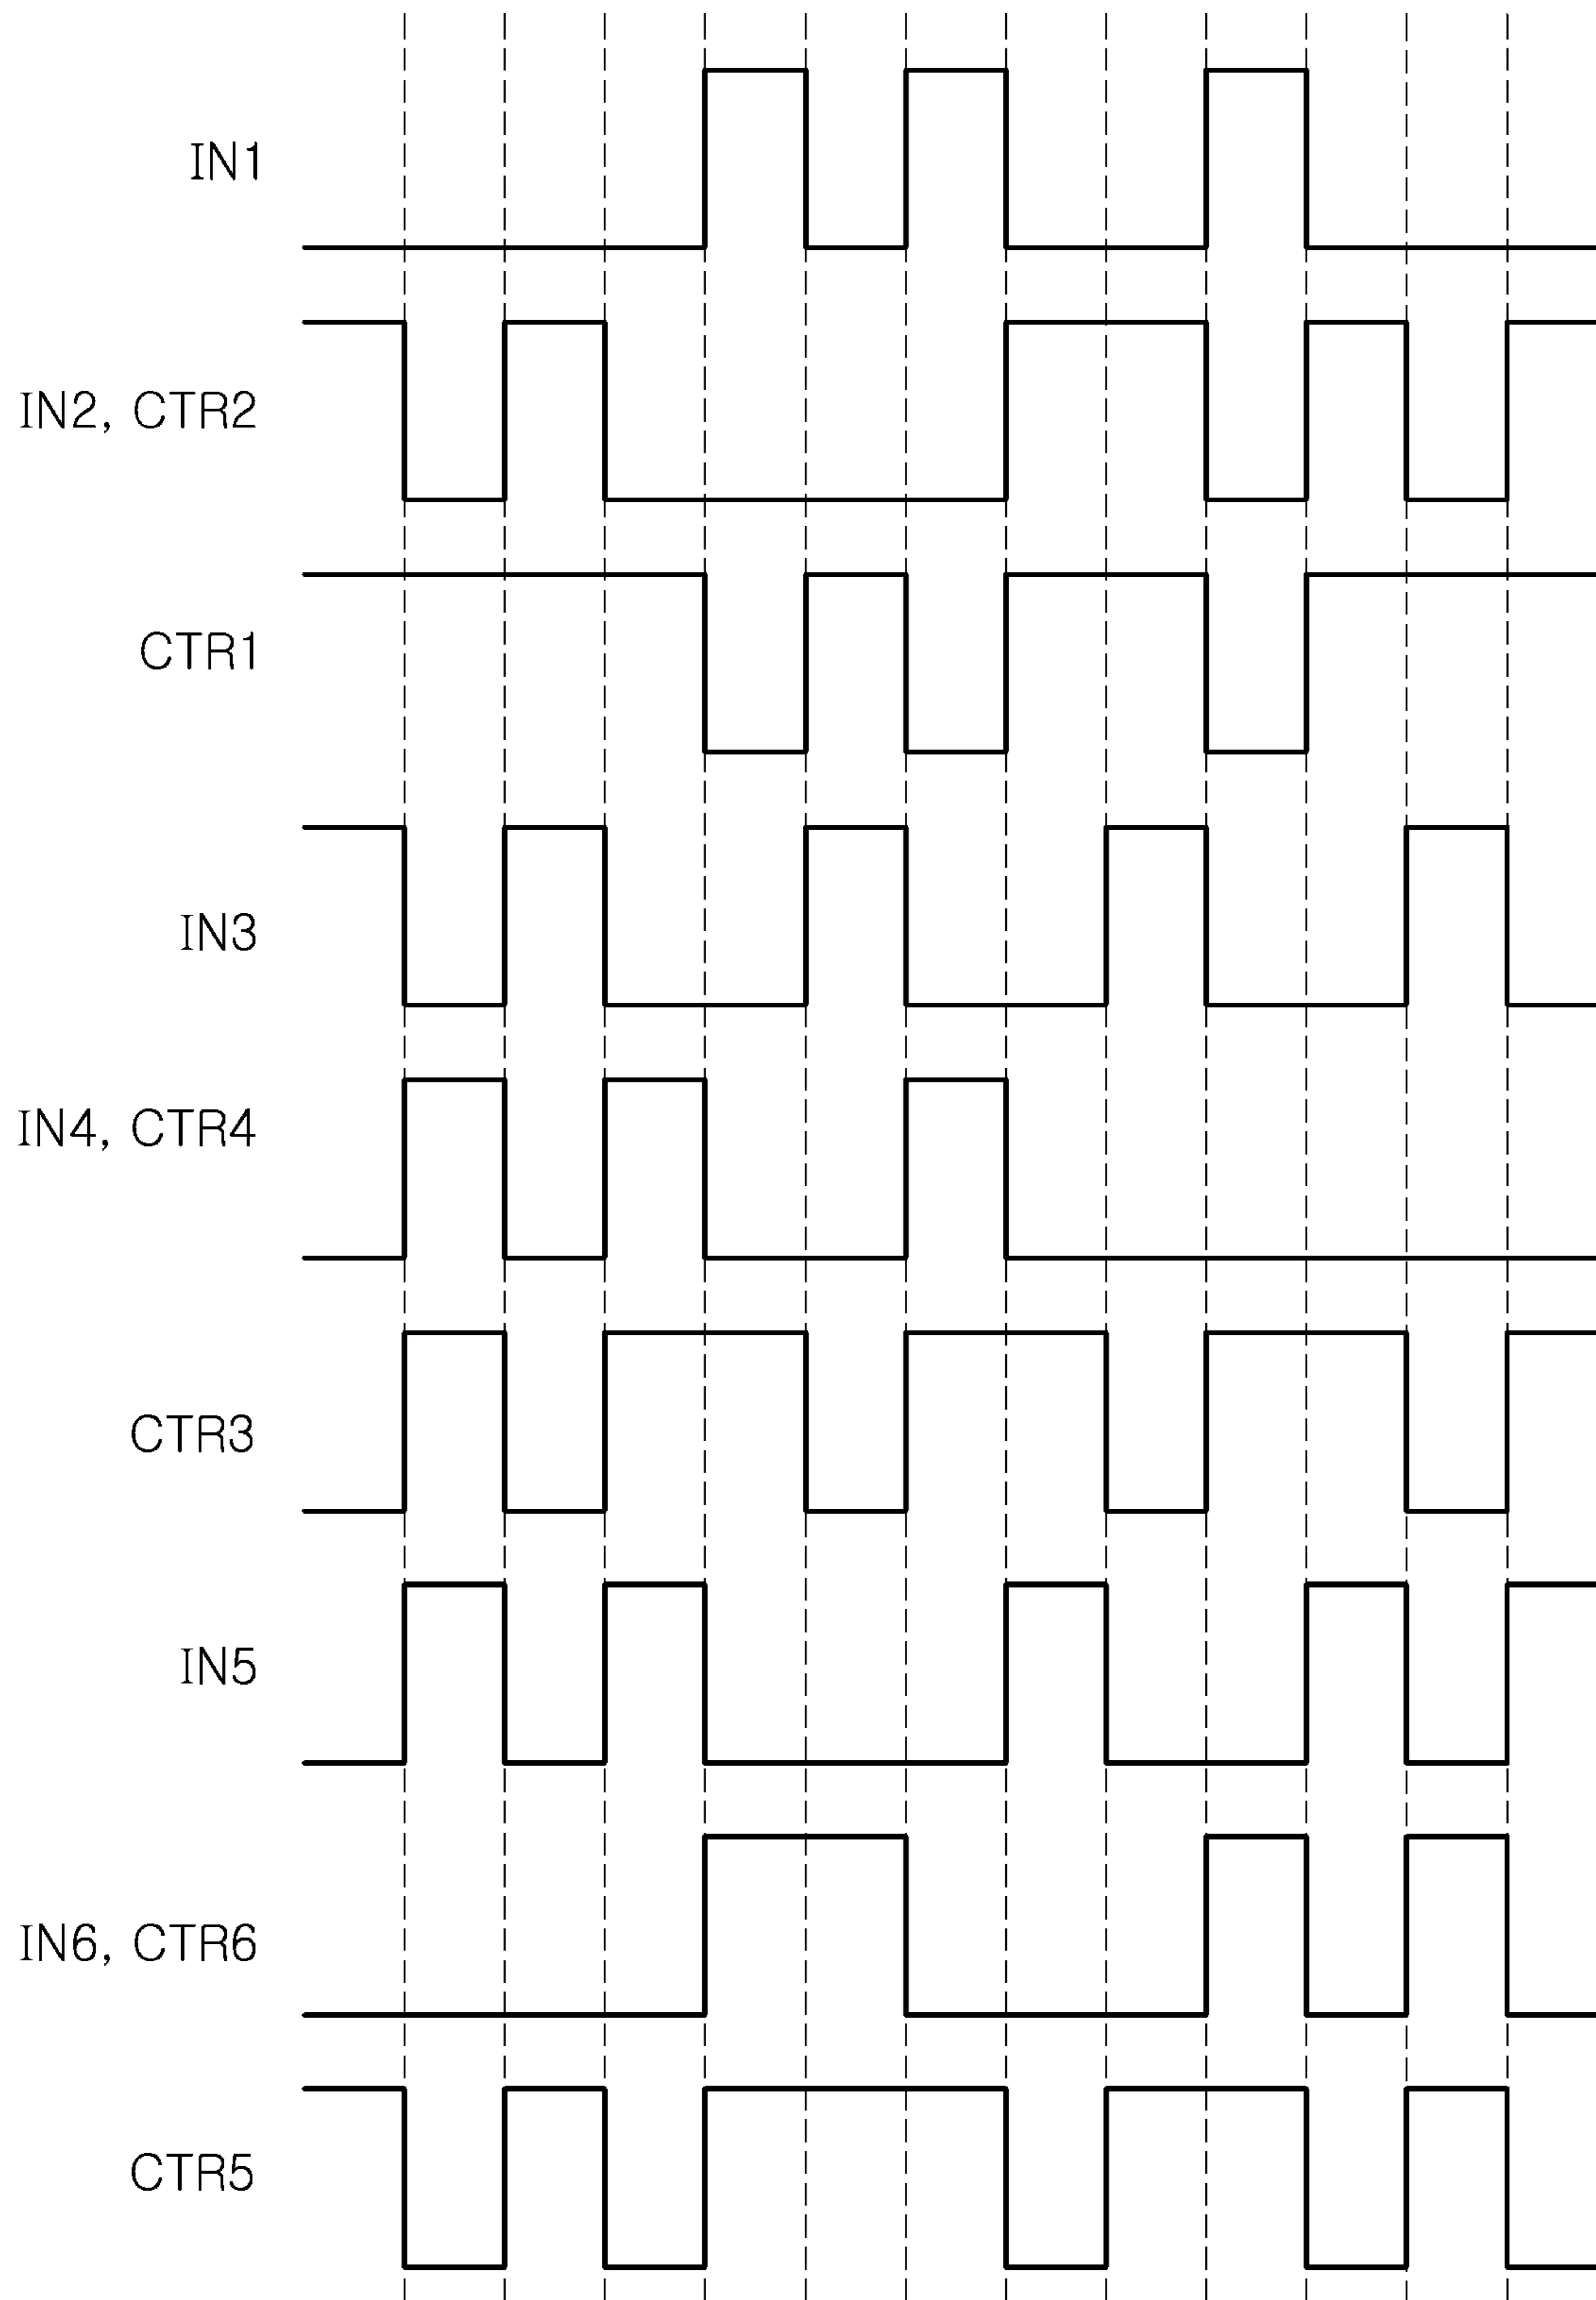 IN1
IN2, CTR2
CTR1
IN3
IN4, CTR4
CTR3
IN5
IN6, CTR6
CTR5